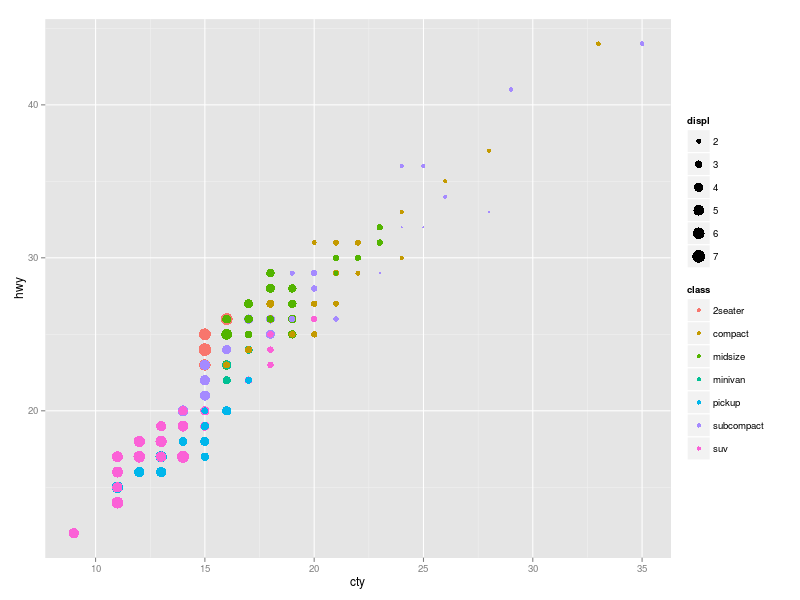 40
30
20
hwy
10 15 20 25 30 35
cty
displ
2
3
4
5
6
7
class
2seater
compact
midsize
minivan
pickup
subcompact
suv